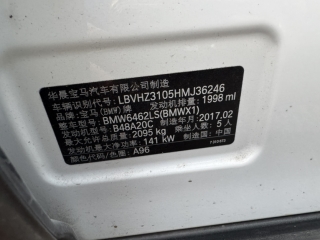 华晨宝马汽车有限公司制造
车辆识别代号：LBVHZ3105HMJ36246
品牌：宝马(BMW)牌 发动机排量：1998 ml
整车型号：BMW6462LS(BMWX1)
发动机型号：B48A20C 制造年月：2017.02
最大允许总质量：2095 kg 乘坐人数：5人
发动机最大净功率：141 kW 制造国：中国
颜色代码/色号：A96